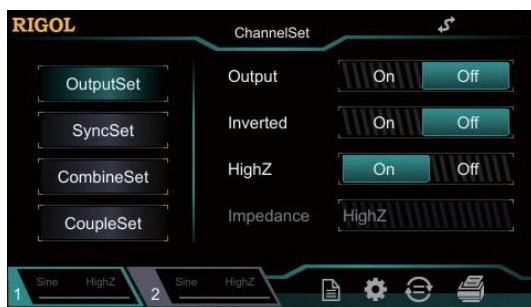 RIGOL
ChannelSet
OutputSet
SyncSet
CombineSet
CoupleSet
Output On Off
Inverted On Off
HighZ On Off
Impedance HighZ
1 Sine HighZ
2 Sine HighZ